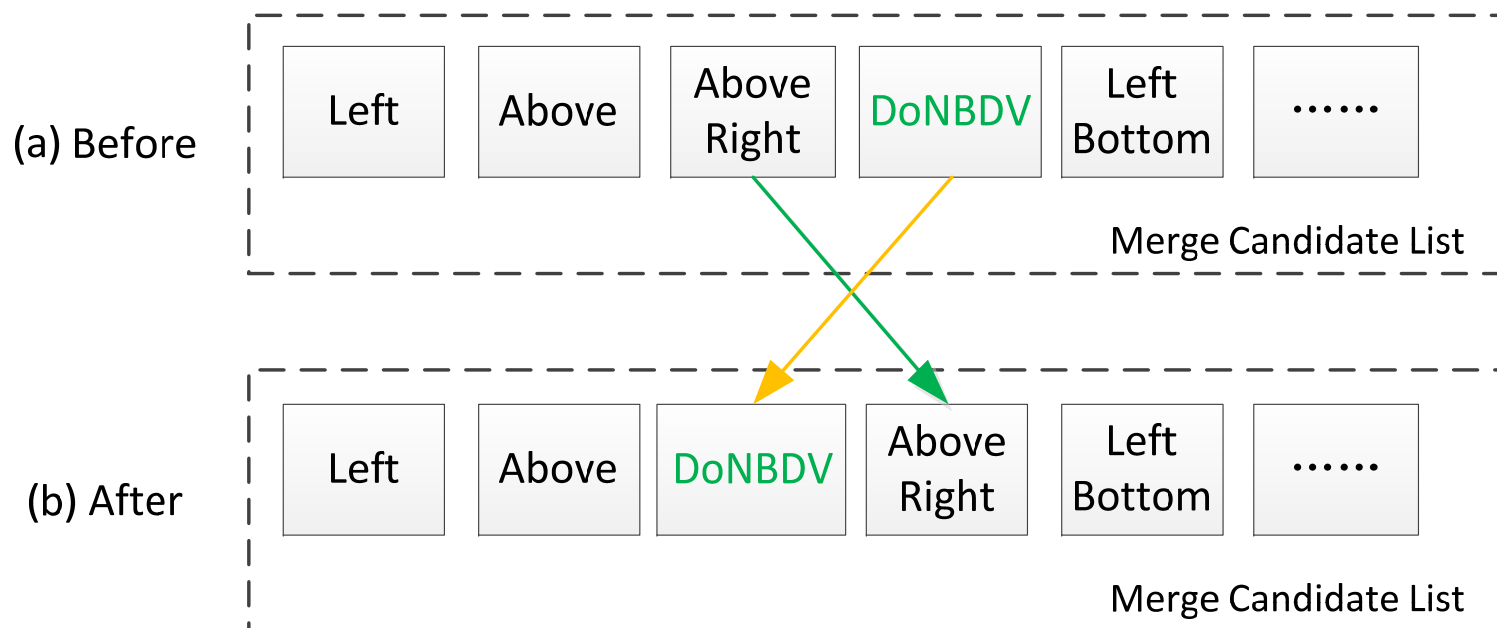 (a) Before
Left
Above
Above
Right
DoNBDV
Left
Bottom
······
Merge Candidate List
(b) After
Left
Above
DoNBDV
Above
Right
Left
Bottom
······
Merge Candidate List